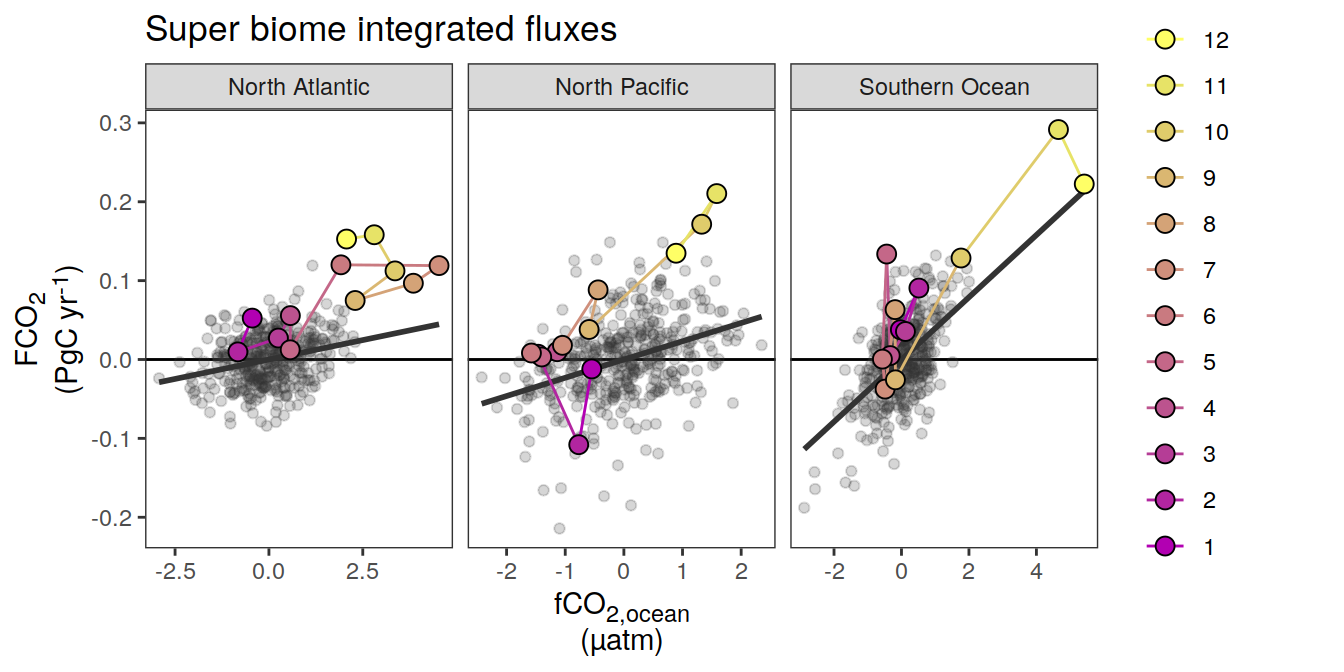 Super biome integrated fluxes
North Atlantic
North Pacific
Southern Ocean
0.3
0.2
0.1
0.0
-0.1
-0.2
FCO₂
(PgC yr⁻¹)
-2.5 0.0 2.5
-2 -1 0 1 2
-2 0 2 4
fCO₂,ocean
(µatm)
12
11
10
9
8
7
6
5
4
3
2
1